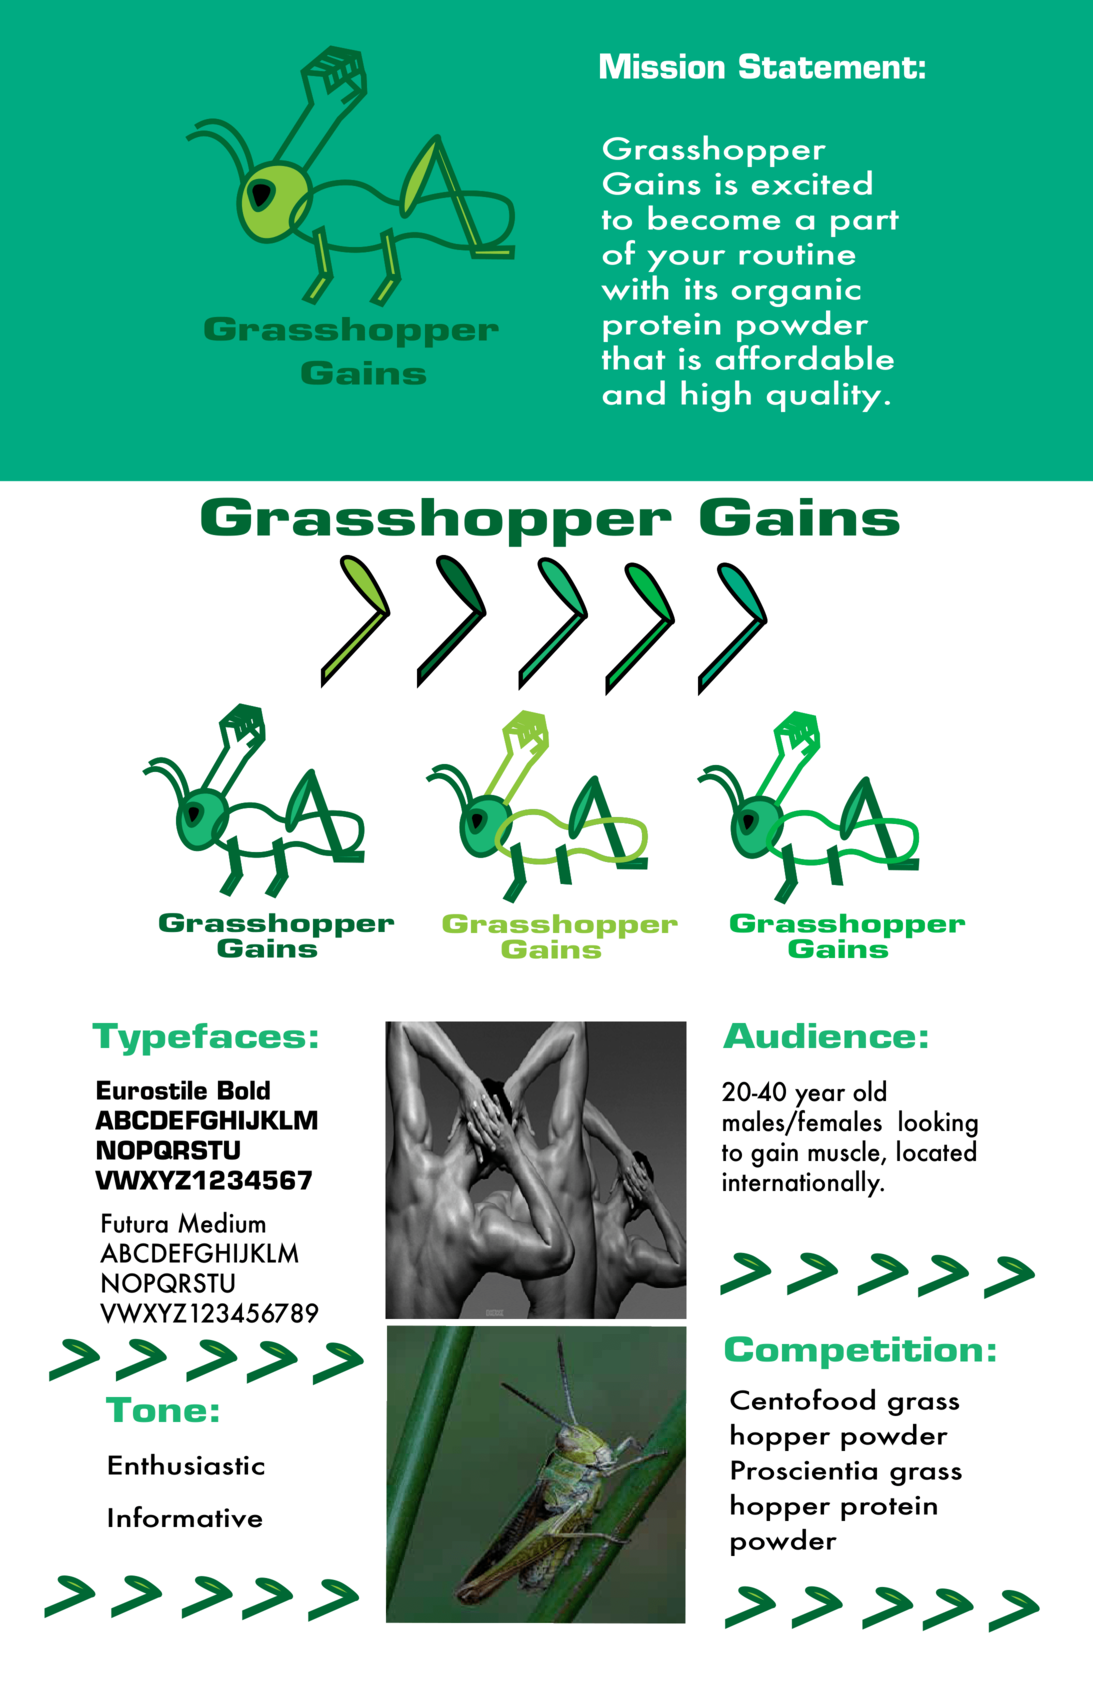 Grasshopper
Gains
Mission Statement:
Grasshopper
Gains is excited
to become a part
of your routine
with its organic
protein powder
that is affordable
and high quality.
Grasshopper Gains
Grasshopper
Gains
Grasshopper
Gains
Grasshopper
Gains
Typefaces:
Eurostile Bold
ABCDEFGHIJKLM
NOPQRSTU
VWXYZ1234567
Futura Medium
ABCDEFGHIJKLM
NOPQRSTU
VWXYZ123456789
Tone:
Enthusiastic
Informative
Audience:
20-40 year old
males/females looking
to gain muscle, located
internationally.
Competition:
Centofood grass
hopper powder
Proscientia grass
hopper protein
powder